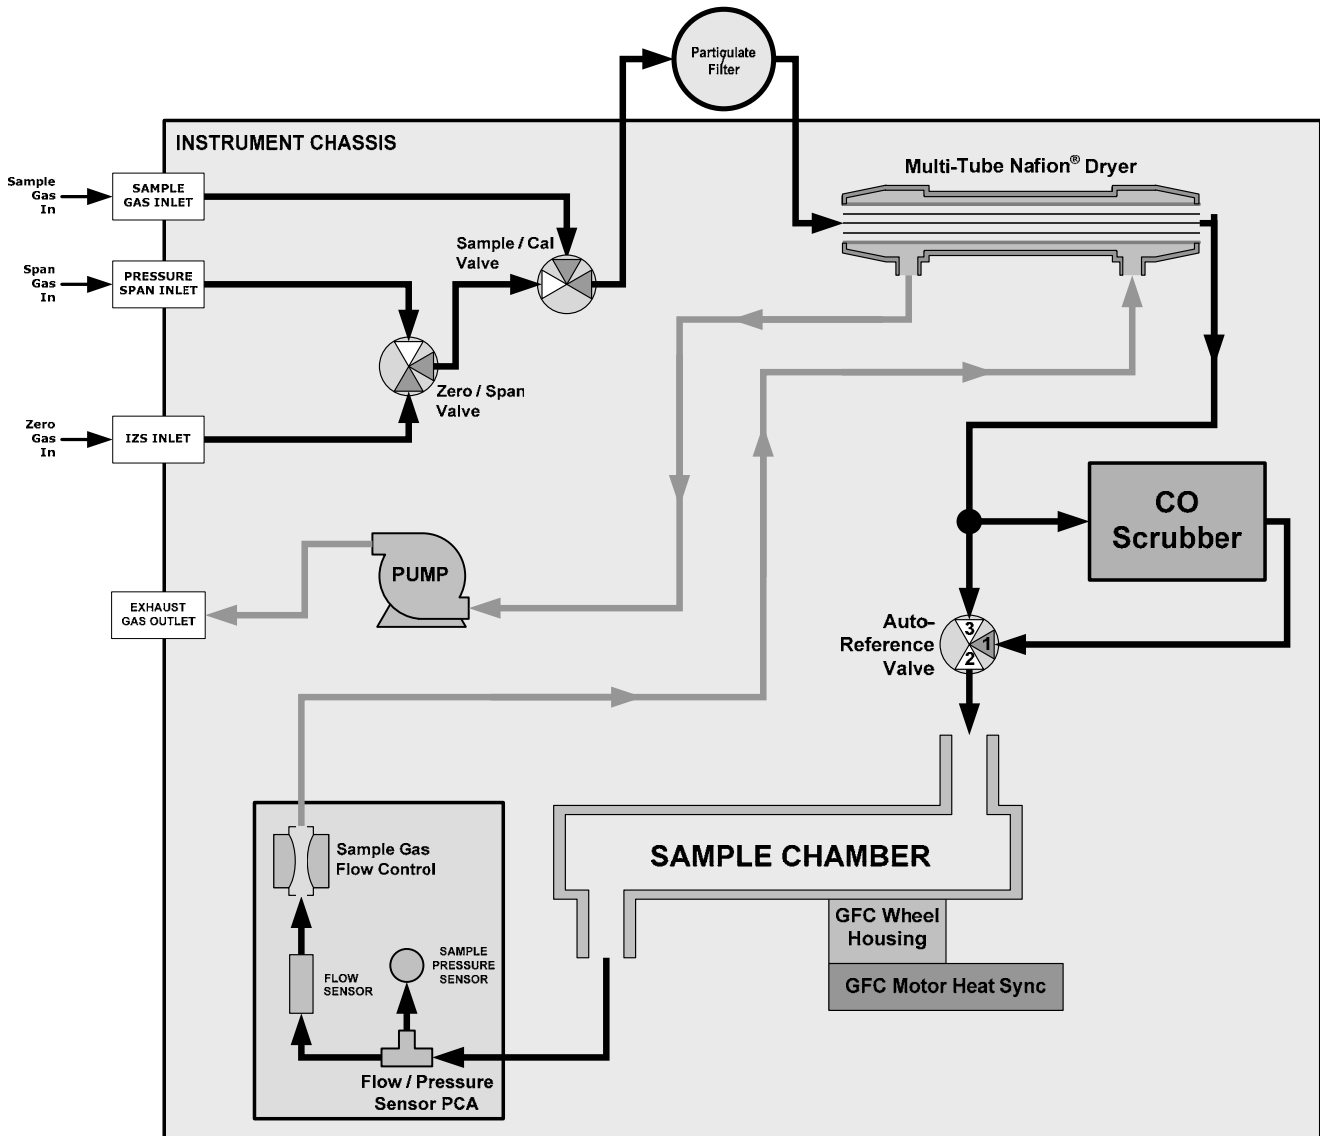 Particulate
Filter
INSTRUMENT CHASSIS
Multi-Tube Nafion® Dryer
Sample
Gas
In
SAMPLE
GAS INLET
Sample / Cal
Valve
Span
Gas
In
PRESSURE
SPAN INLET
Zero / Span
Valve
Zero
Gas
In
IZS INLET
CO
Scrubber
PUMP
EXHAUST
GAS OUTLET
Auto-
Reference
Valve
3
1
2
Sample Gas
Flow Control
SAMPLE CHAMBER
GFC Wheel
Housing
GFC Motor Heat Sync
SAMPLE
PRESSURE
SENSOR
FLOW
SENSOR
Flow / Pressure
Sensor PCA